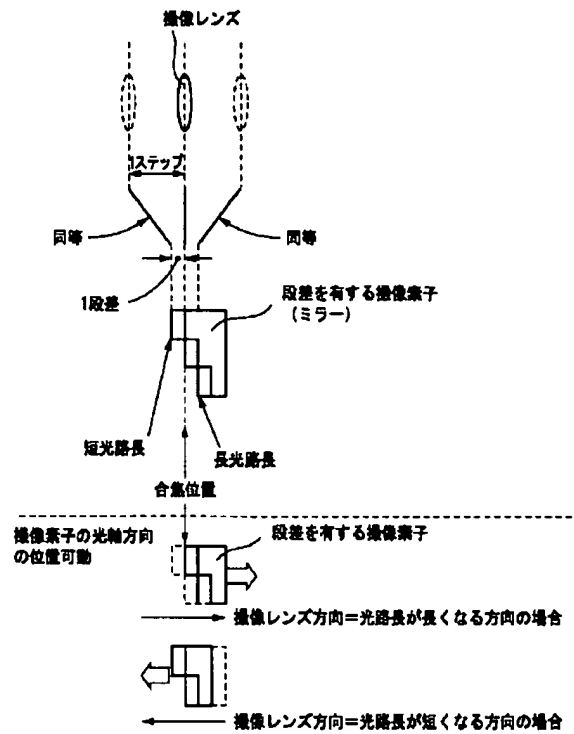 撮像レンズ
1ステップ
同等
同等
1段差
段差を有する撮像素子
(ミラー)
短光路長
長光路長
合焦位置
撮像素子の光軸方向
の位置可動
段差を有する撮像素子
撮像レンズ方向=光路長が長くなる方向の場合
撮像レンズ方向=光路長が短くなる方向の場合